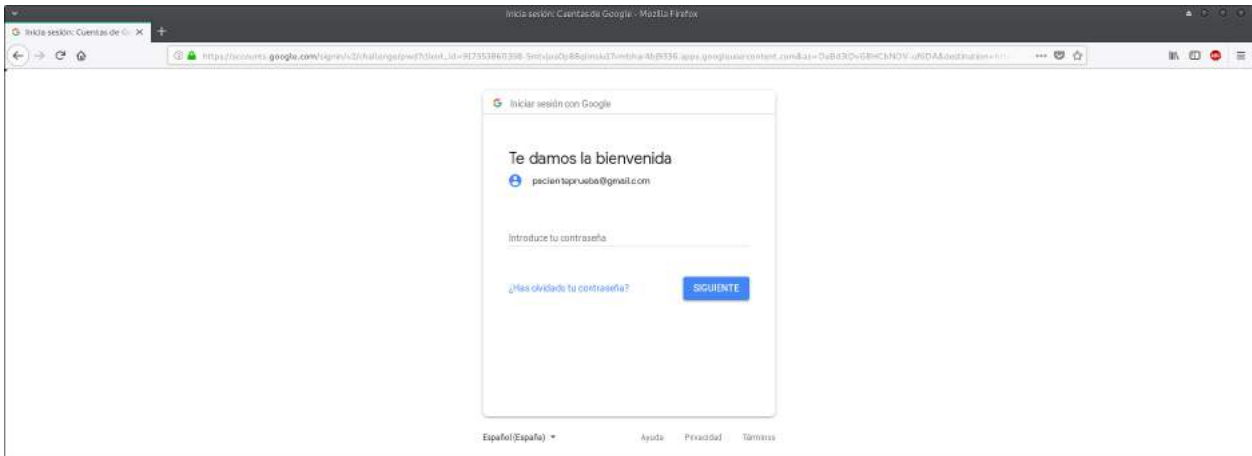 Inicia sesión: Cuentas de Google - Mozilla Firefox
Inicia sesión: Cuentas de Go
Iniciar sesión con Google
Te damos la bienvenida
pacienteprueba@gmail.com
Introduce tu contraseña
¿Has olvidado tu contraseña?
SIGUIENTE
Español (España)
Ayuda
Privacidad
Términos